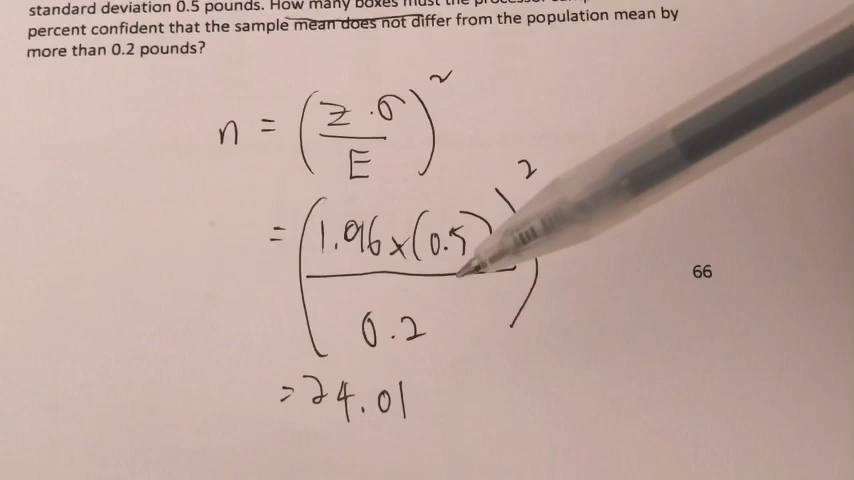 standard deviation 0.5 pounds. How many boxes must the processor
percent confident that the sample mean does not differ from the population mean by
more than 0.2 pounds?
n = (z · σ / E)²
= (1.96 × (0.5) / 0.2)²
= 24.01
66